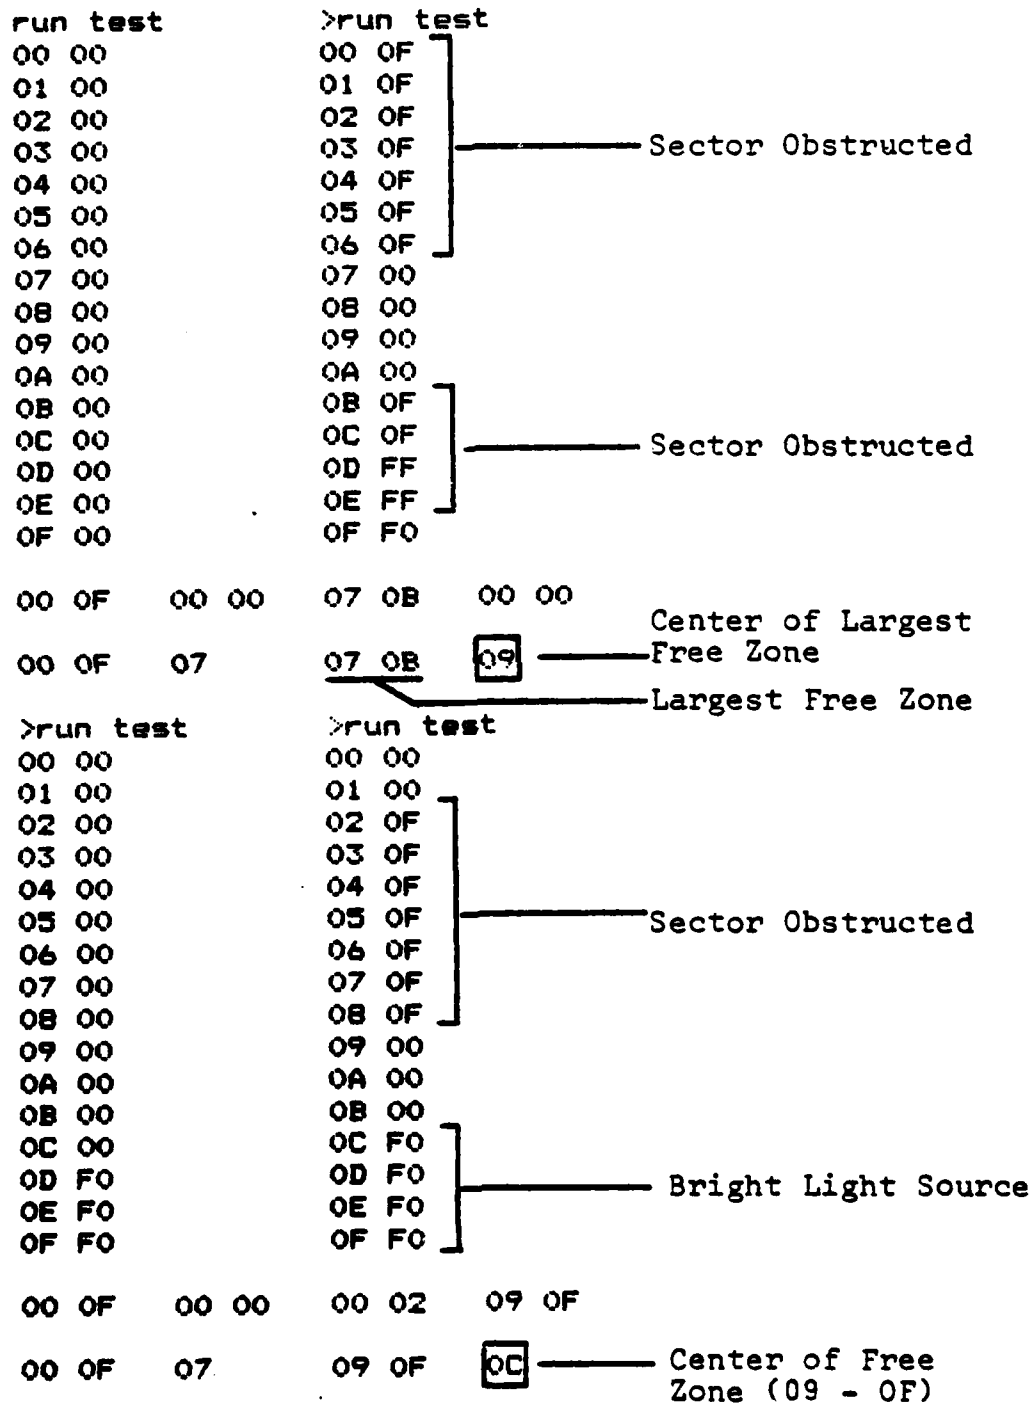 run test >run test
00 00 00 0F
01 00 01 0F
02 00 02 0F
03 00 03 0F Sector Obstructed
04 00 04 0F
05 00 05 0F
06 00 06 0F
07 00 07 00
08 00 08 00
09 00 09 00
0A 00 0A 00
0B 00 0B 0F
0C 00 0C 0F Sector Obstructed
0D 00 0D FF
0E 00 0E FF
0F 00 0F F0
00 0F 00 00 07 0B 00 00
Center of Largest
00 0F 07 07 0B 09 Free Zone
Largest Free Zone
>run test >run test
00 00 00 00
01 00 01 00
02 00 02 0F
03 00 03 0F
04 00 04 0F
05 00 05 0F Sector Obstructed
06 00 06 0F
07 00 07 0F
08 00 08 0F
09 00 09 00
0A 00 0A 00
0B 00 0B 00
0C 00 0C F0
0D F0 0D F0 Bright Light Source
0E F0 0E F0
0F F0 0F F0
00 0F 00 00 00 02 09 0F
00 0F 07 09 0F 0C Center of Free
Zone (09 - 0F)